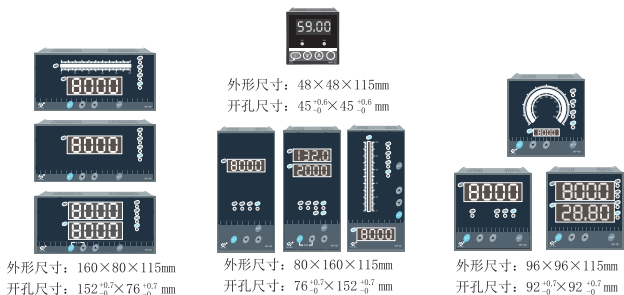 59.00
外形尺寸：48×48×115mm
开孔尺寸：45 +0.6 -0 ×45 +0.6 -0 mm
8000
8000
8000
8000
外形尺寸：160×80×115mm
开孔尺寸：152 +0.7 -0 ×76 +0.7 -0 mm
8000
132.0
2000
8000
外形尺寸：80×160×115mm
开孔尺寸：76 +0.7 -0 ×152 +0.7 -0 mm
8000
8000
8000
28.80
外形尺寸：96×96×115mm
开孔尺寸：92 +0.7 -0 ×92 +0.7 -0 mm